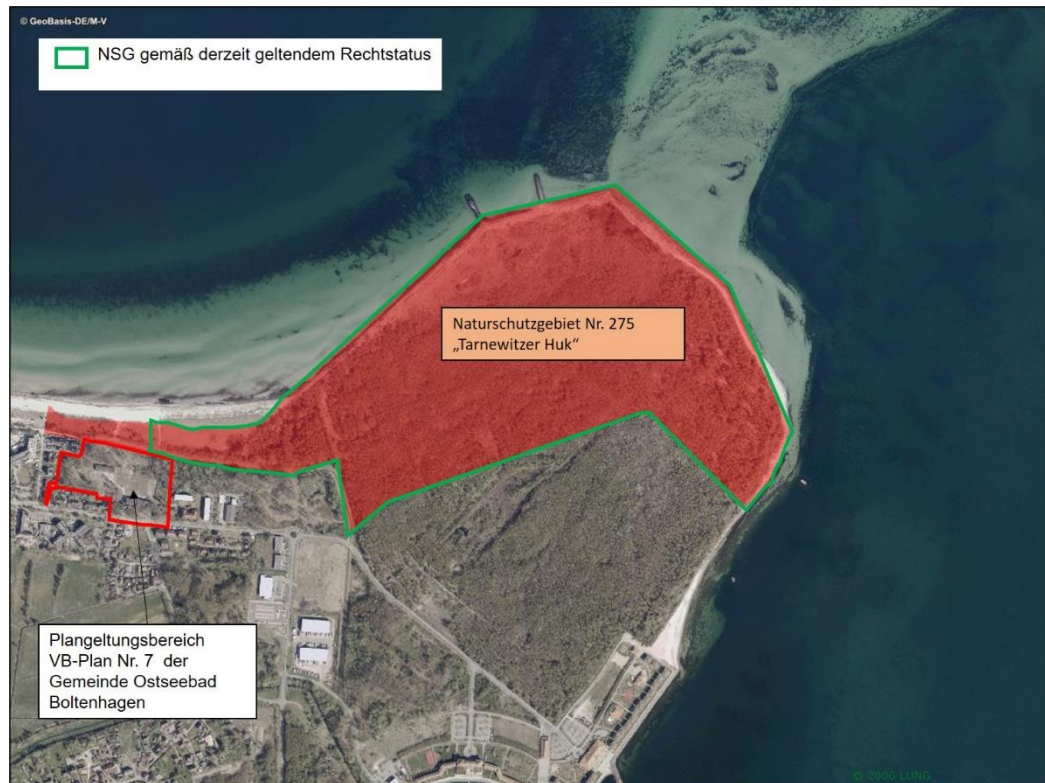 © GeoBasis-DE/M-V
NSG gemäß derzeit geltendem Rechtstatus
Naturschutzgebiet Nr. 275
„Tarnewitzer Huk“
Plangeltungsbereich
VB-Plan Nr. 7 der
Gemeinde Ostseebad
Boltenhagen
© 2006 LUNG